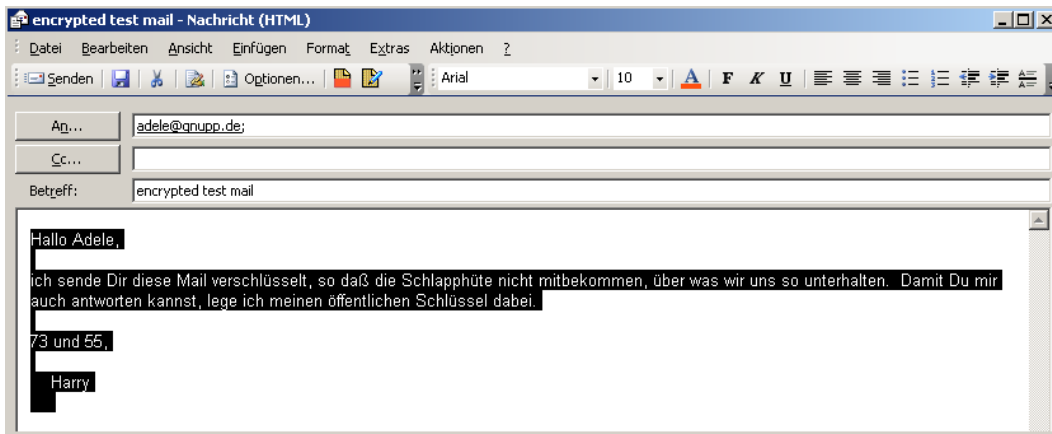 encrypted test mail - Nachricht (HTML)
Datei Bearbeiten Ansicht Einfügen Format Extras Aktionen ?
Senden Optionen... Arial 10 A F K U
An... adele@gnupp.de;
Cc...
Betreff: encrypted test mail
Hallo Adele,
ich sende Dir diese Mail verschlüsselt, so daß die Schlapphüte nicht mitbekommen, über was wir uns so unterhalten. Damit Du mir
auch antworten kannst, lege ich meinen öffentlichen Schlüssel dabei.
73 und 55,
Harry